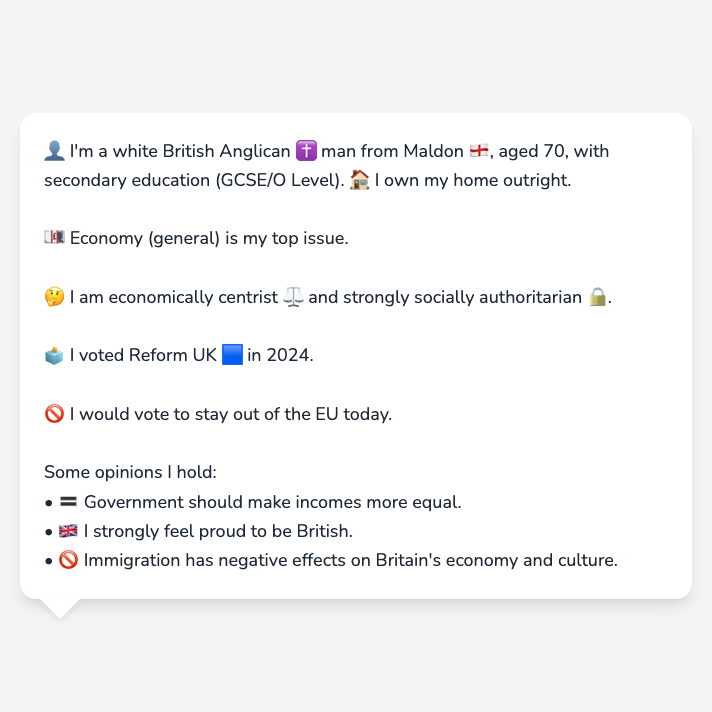 👤 I'm a white British Anglican ✝️ man from Maldon 🏴󠁧󠁢󠁥󠁮󠁧󠁿, aged 70, with
secondary education (GCSE/O Level). 🏠 I own my home outright.
💷 Economy (general) is my top issue.
🤔 I am economically centrist ⚖️ and strongly socially authoritarian 🔒.
🗳️ I voted Reform UK 🟦 in 2024.
🚫 I would vote to stay out of the EU today.
Some opinions I hold:
• 🟰 Government should make incomes more equal.
• 🇬🇧 I strongly feel proud to be British.
• 🚫 Immigration has negative effects on Britain's economy and culture.